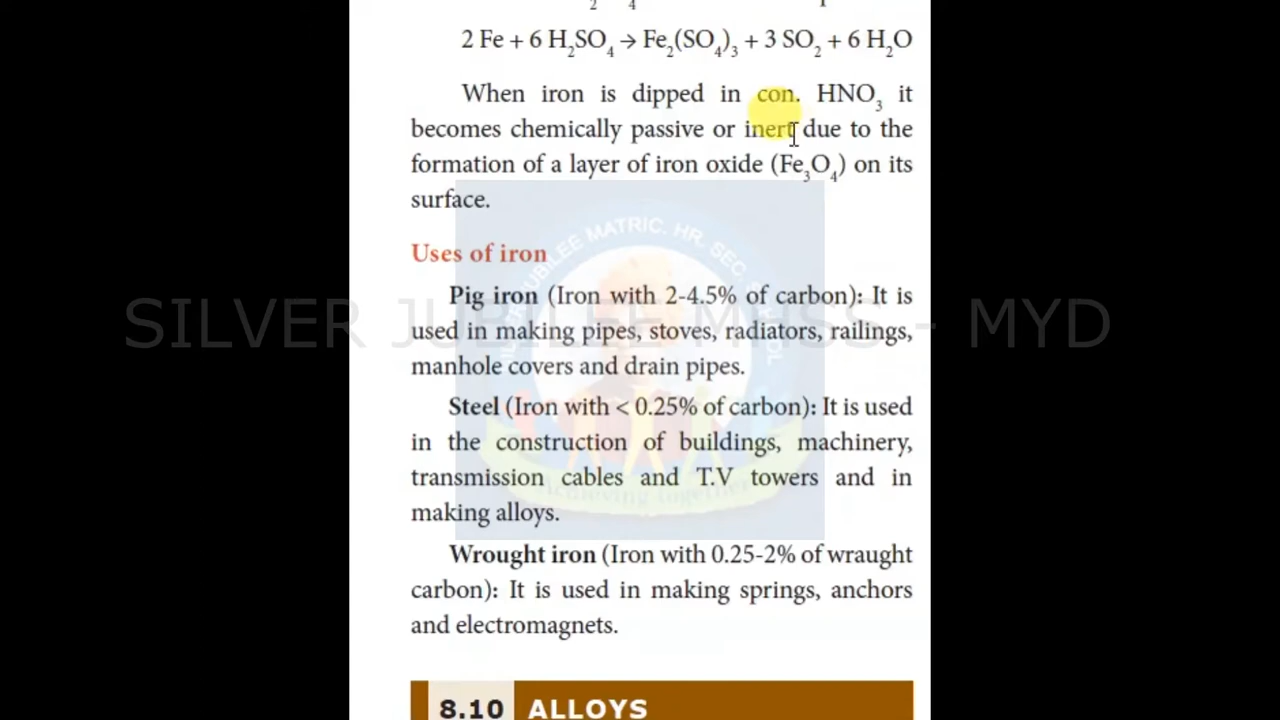 2 Fe + 6 H₂SO₄ → Fe₂(SO₄)₃ + 3 SO₂ + 6 H₂O
When iron is dipped in con. HNO₃ it
becomes chemically passive or inert due to the
formation of a layer of iron oxide (Fe₃O₄) on its
surface.
Uses of iron
Pig iron (Iron with 2-4.5% of carbon): It is
used in making pipes, stoves, radiators, railings,
manhole covers and drain pipes.
SILVER JUBILEE MHSS - MYD
Steel (Iron with < 0.25% of carbon): It is used
in the construction of buildings, machinery,
transmission cables and T.V towers and in
making alloys.
Achieving together
Wrought iron (Iron with 0.25-2% of wraught
carbon): It is used in making springs, anchors
and electromagnets.
8.10 ALLOYS